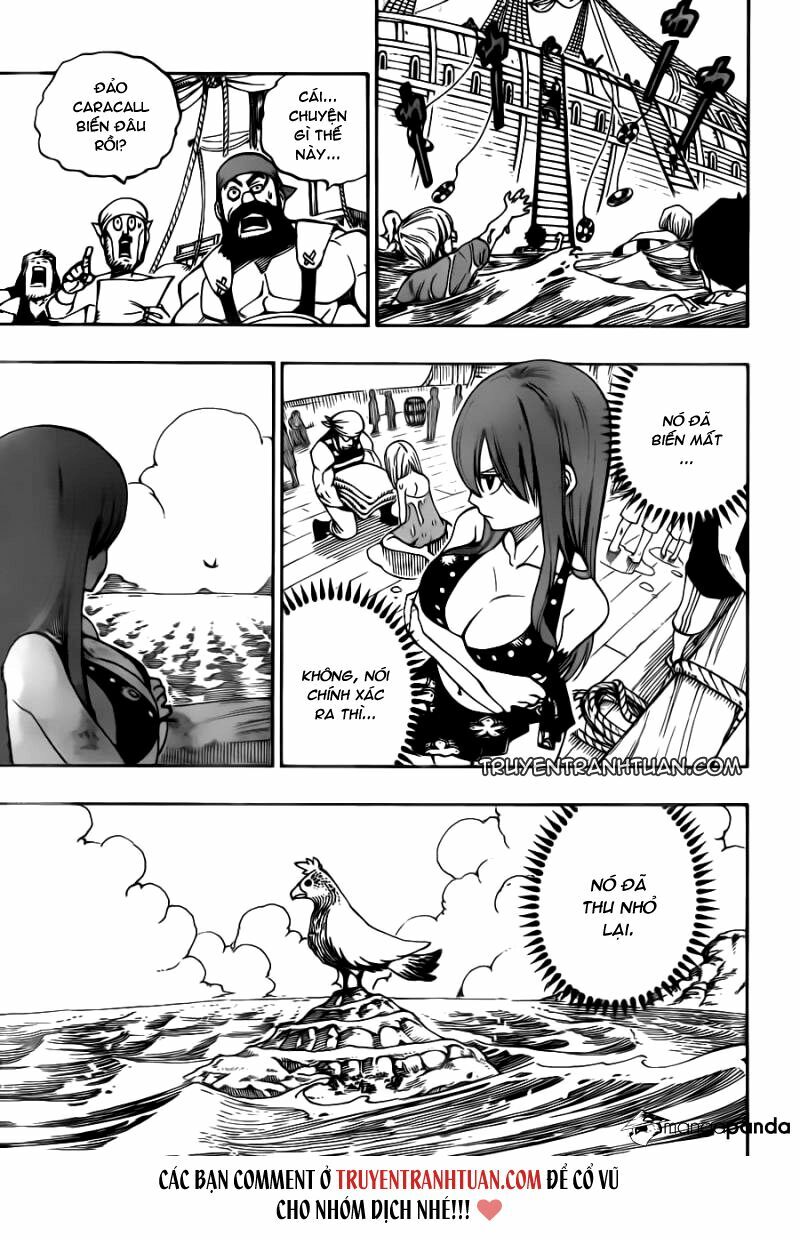 CÁI...
CHUYỆN
GÌ THẾ
NÀY...
ĐẢO
CARACALL
BIẾN ĐÂU
RỒI?
NÓ ĐÃ
BIẾN MẤT
...
KHÔNG, NÓI
CHÍNH XÁC
RA THÌ...
TRUYENTRANHTUAN.COM
NÓ ĐÃ
THU NHỎ
LẠI.
mangapanda
CÁC BẠN COMMENT Ở TRUYENTRANHTUAN.COM ĐỂ CỔ VŨ
CHO NHÓM DỊCH NHÉ!!!